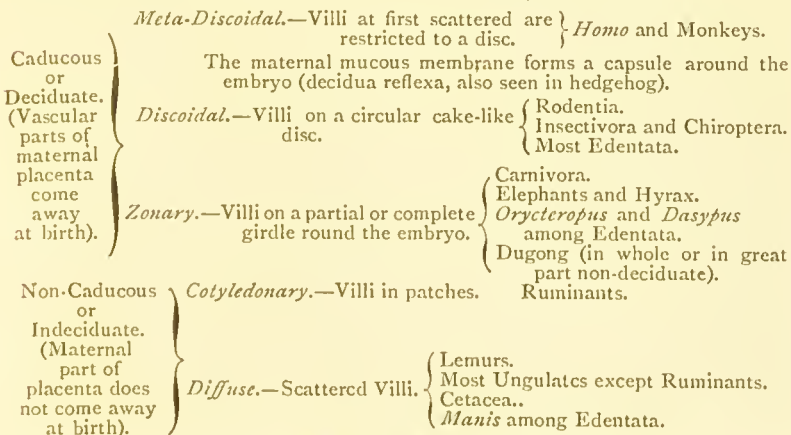 Caducous
or
Deciduate.
(Vascular
parts of
maternal
placenta
come
away
at birth).
Meta-Discoidal.—Villi at first scattered are
restricted to a disc.
Homo and Monkeys.
The maternal mucous membrane forms a capsule around the
embryo (decidua reflexa, also seen in hedgehog).
Discoidal.—Villi on a circular cake-like
disc.
Rodentia.
Insectivora and Chiroptera.
Most Edentata.
Zonary.—Villi on a partial or complete
girdle round the embryo.
Carnivora.
Elephants and Hyrax.
Orycteropus and Dasypus
among Edentata.
Dugong (in whole or in great
part non-deciduate).
Non-Caducous
or
Indeciduate.
(Maternal
part of
placenta does
not come away
at birth).
Cotyledonary.—Villi in patches. Ruminants.
Diffuse.—Scattered Villi.
Lemurs.
Most Ungulates except Ruminants.
Cetacea..
Manis among Edentata.